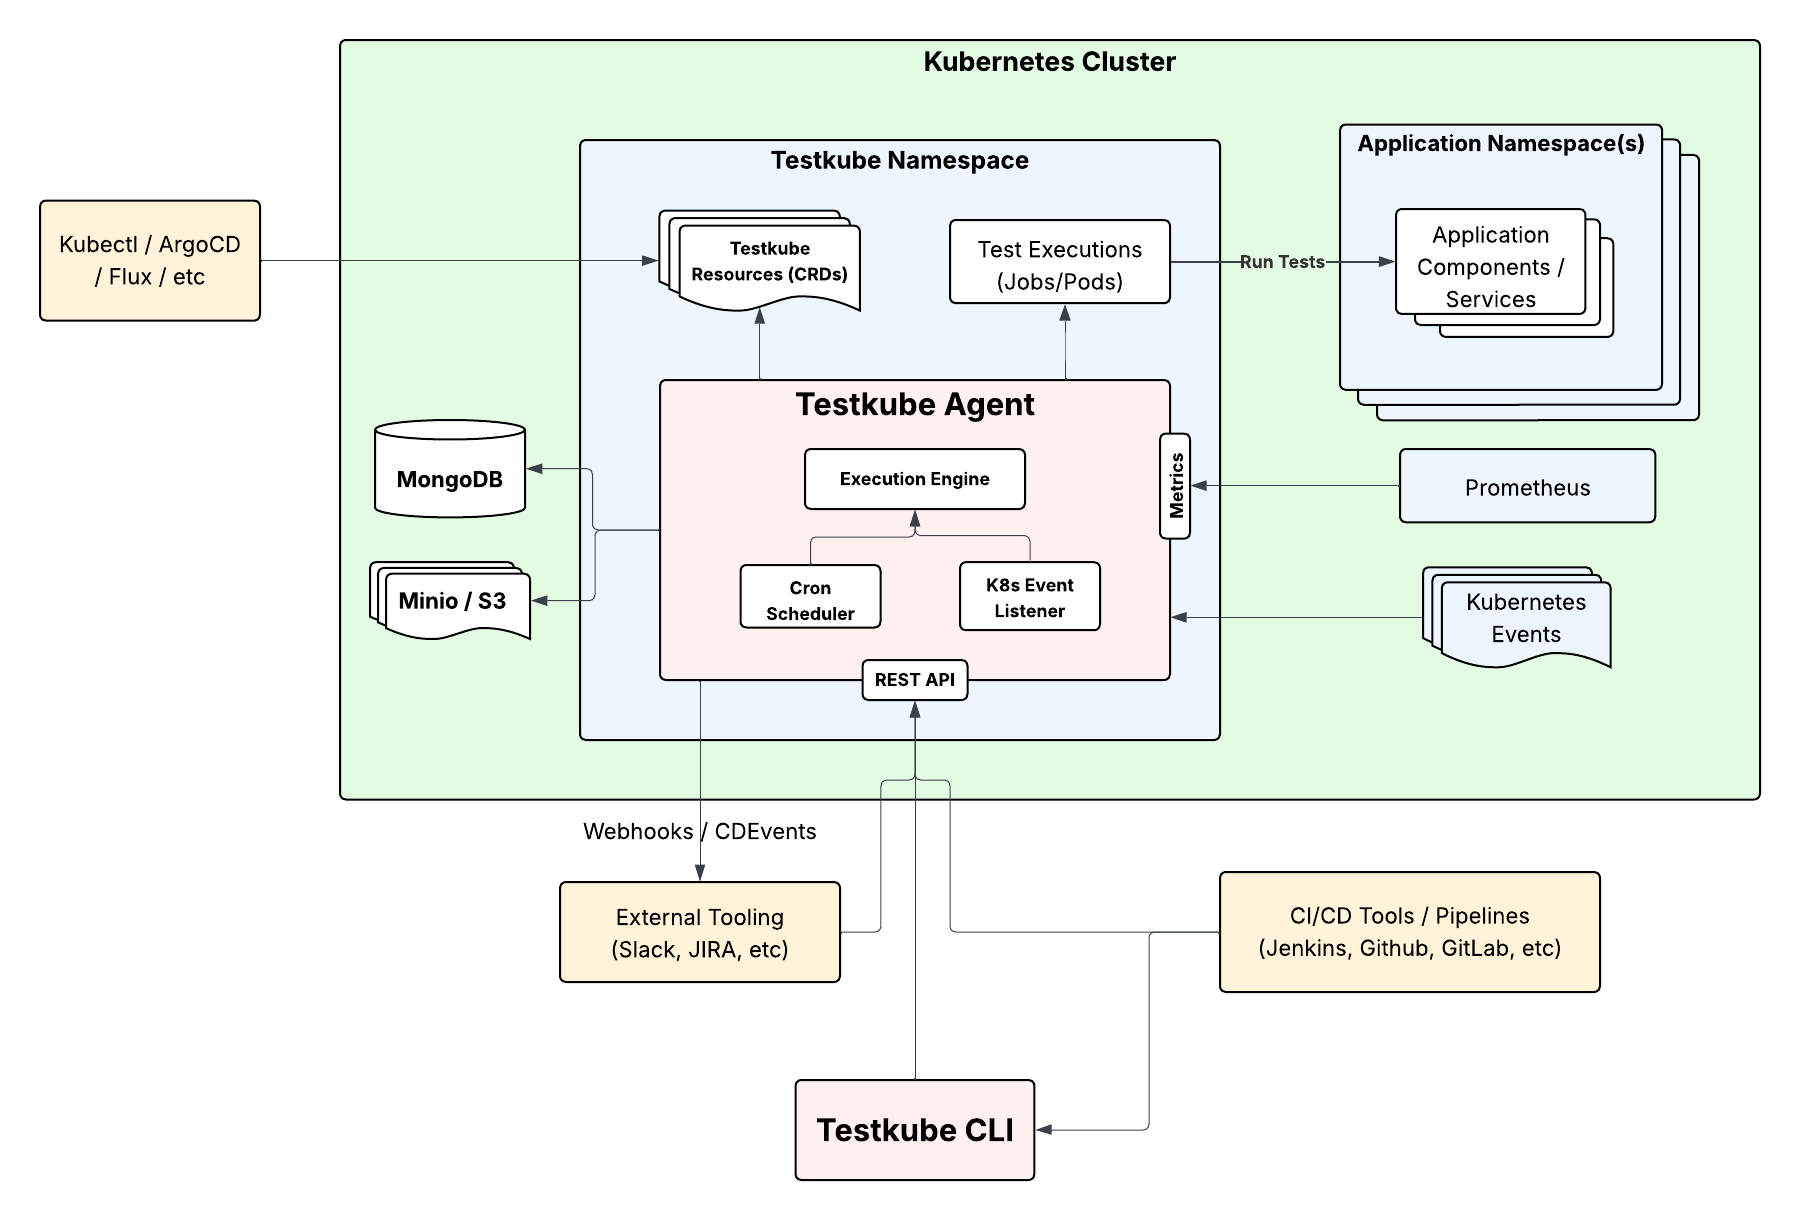 Kubernetes Cluster
Testkube Namespace
Application Namespace(s)
Kubectl / ArgoCD
/ Flux / etc
Testkube
Resources (CRDs)
Test Executions
(Jobs/Pods)
Run Tests
Application
Components /
Services
Testkube Agent
MongoDB
Execution Engine
Metrics
Prometheus
Minio / S3
Cron
Scheduler
K8s Event
Listener
Kubernetes
Events
REST API
Webhooks / CDEvents
External Tooling
(Slack, JIRA, etc)
CI/CD Tools / Pipelines
(Jenkins, Github, GitLab, etc)
Testkube CLI